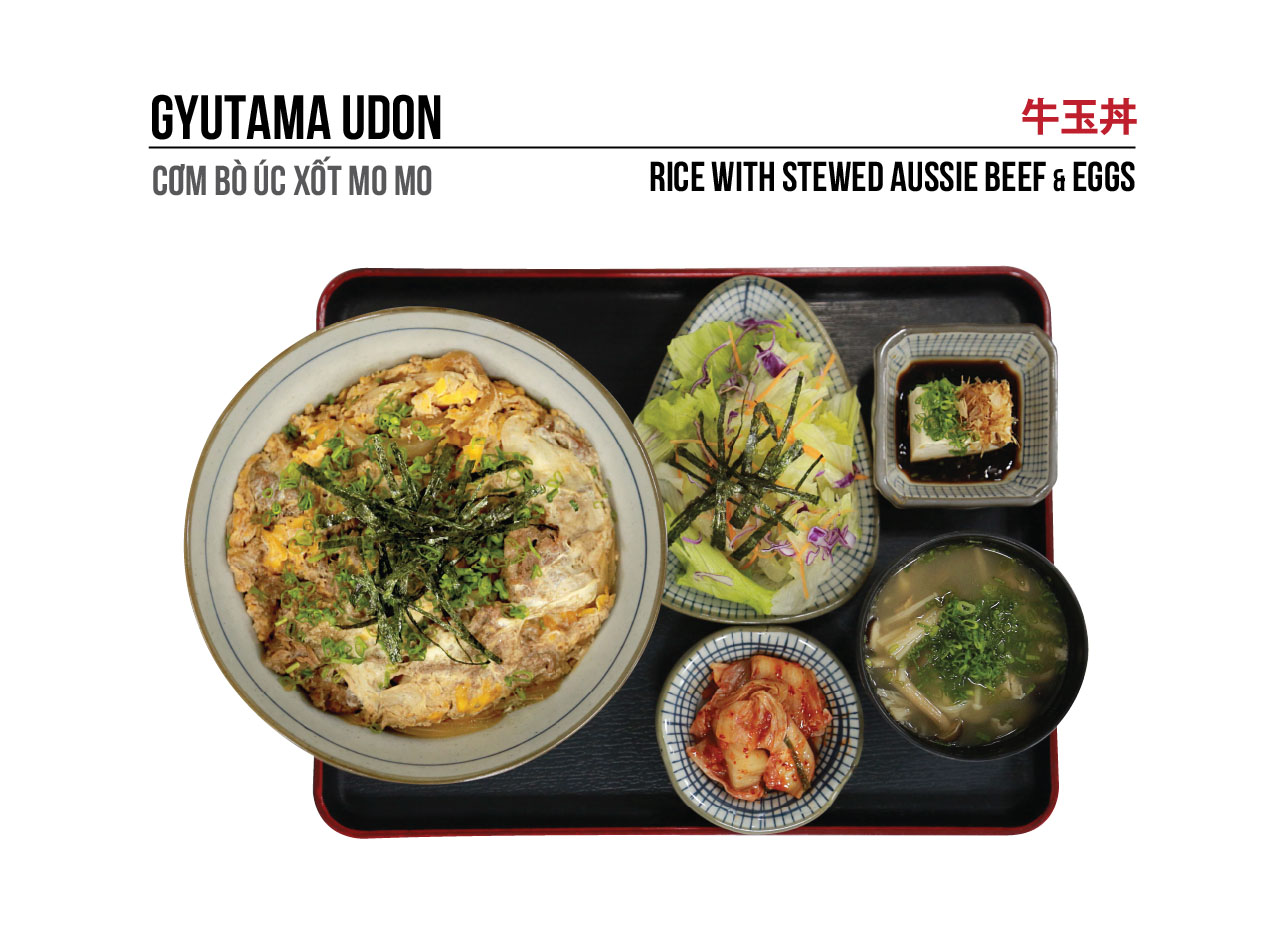 GYUTAMA UDON
牛玉丼
CƠM BÒ ÚC XỐT MO MO
RICE WITH STEWED AUSSIE BEEF & EGGS